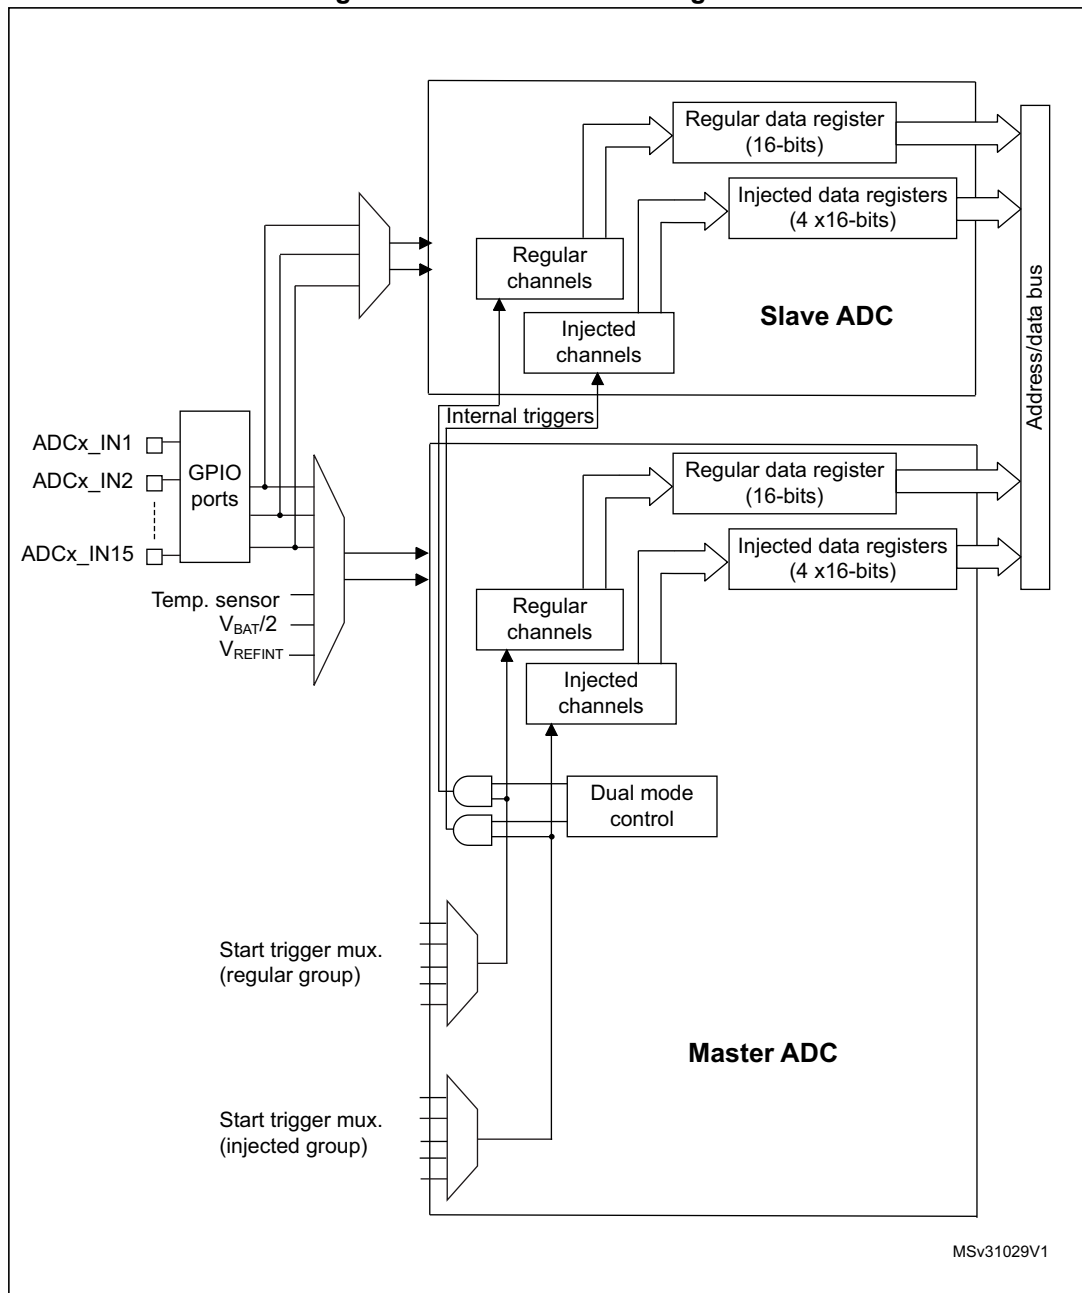 Regular data register
(16-bits)
Injected data registers
(4 x16-bits)
Regular
channels
Injected
channels
Slave ADC
Address/data bus
Internal triggers
ADCx_IN1
ADCx_IN2
ADCx_IN15
GPIO
ports
Temp. sensor
VBAT/2
VREFINT
Regular data register
(16-bits)
Injected data registers
(4 x16-bits)
Regular
channels
Injected
channels
Dual mode
control
Start trigger mux.
(regular group)
Master ADC
Start trigger mux.
(injected group)
MSv31029V1